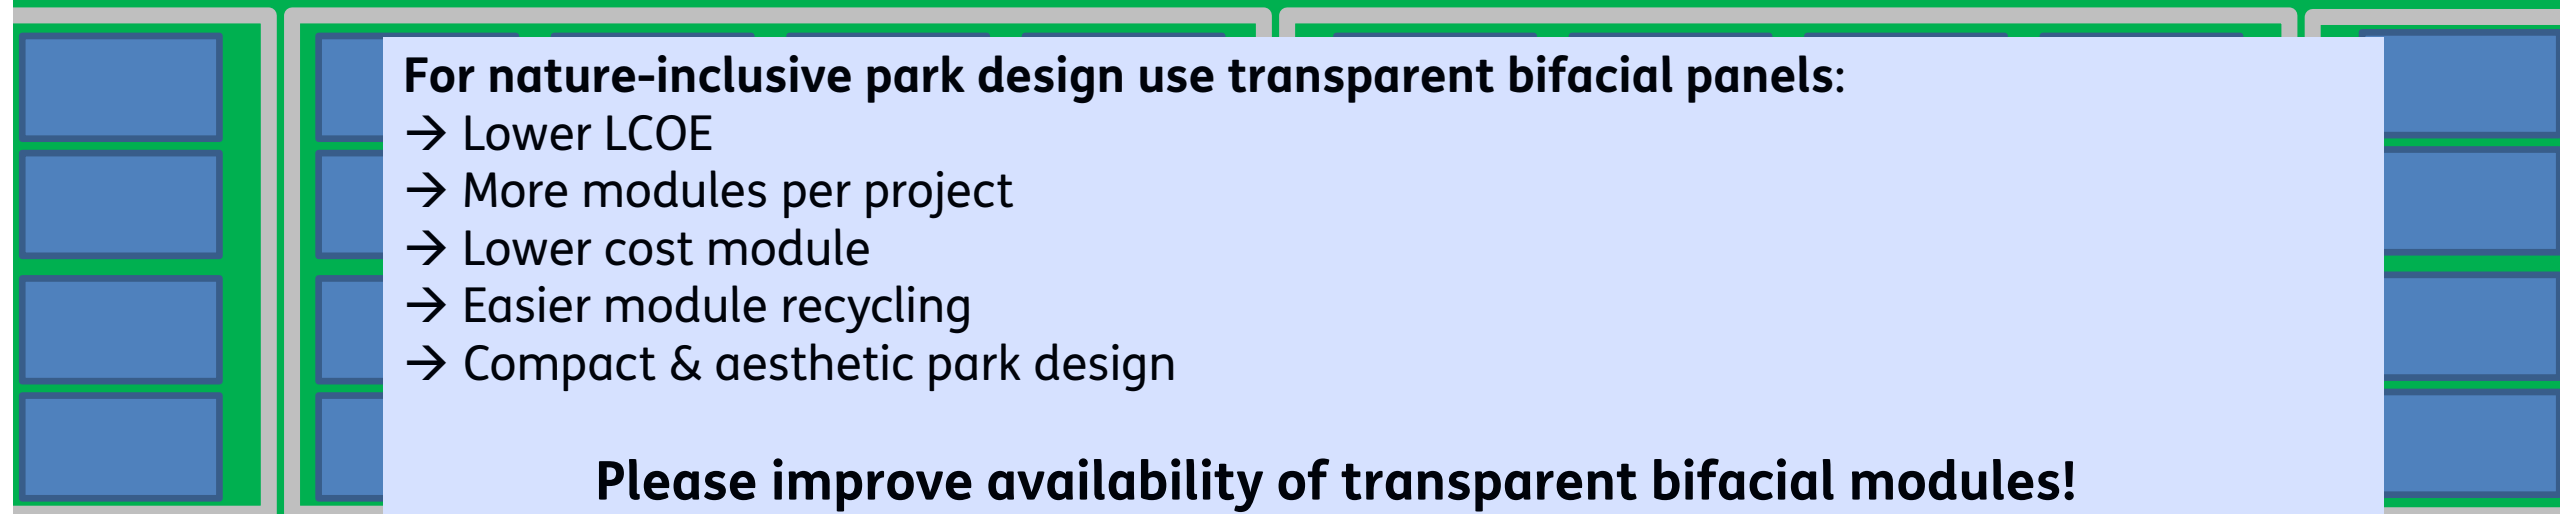 For nature-inclusive park design use transparent bifacial panels:
→ Lower LCOE
→ More modules per project
→ Lower cost module
→ Easier module recycling
→ Compact & aesthetic park design
Please improve availability of transparent bifacial modules!